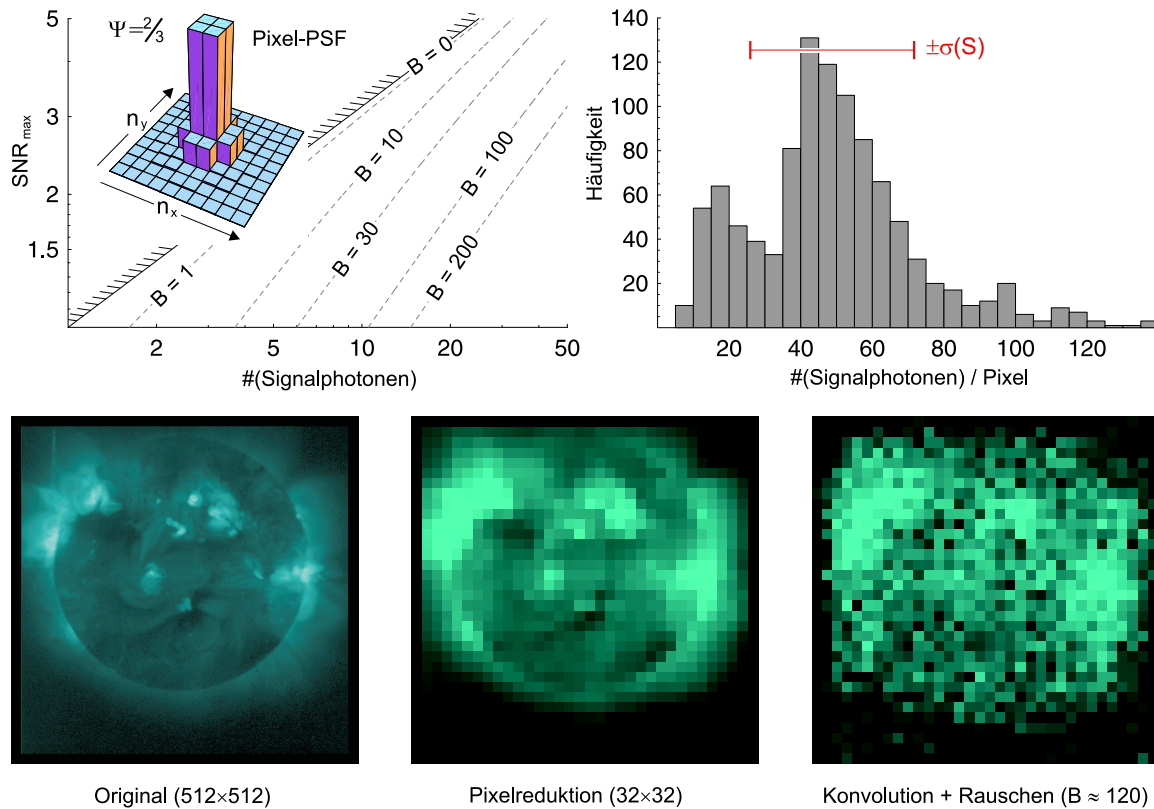 Ψ=2⁄3
Pixel-PSF
n_y
n_x
B = 0
B = 1
B = 10
B = 30
B = 100
B = 200
5
3
2
1.5
SNR_max
2
5
10
20
50
#(Signalphotonen)
140
120
100
80
60
40
20
Häufigkeit
±σ(S)
20
40
60
80
100
120
#(Signalphotonen) / Pixel
Original (512×512)
Pixelreduktion (32×32)
Konvolution + Rauschen (B ≈ 120)